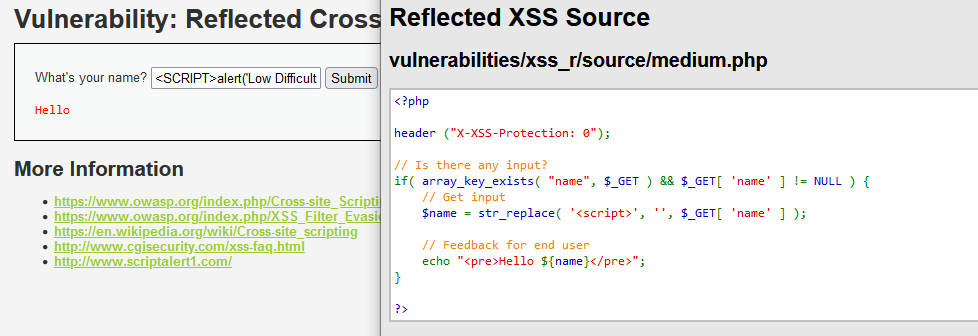 Vulnerability: Reflected Cross
What's your name? <SCRIPT>alert('Low Difficult Submit
Hello
More Information
https://www.owasp.org/index.php/Cross-site_Scripti
https://www.owasp.org/index.php/XSS_Filter_Evasio
https://en.wikipedia.org/wiki/Cross-site_scripting
http://www.cgisecurity.com/xss-faq.html
http://www.scriptalert1.com/
Reflected XSS Source
vulnerabilities/xss_r/source/medium.php
<?php
header ("X-XSS-Protection: 0");
// Is there any input?
if( array_key_exists( "name", $_GET ) && $_GET[ 'name' ] != NULL ) {
// Get input
$name = str_replace( '<script>', '', $_GET[ 'name' ] );
// Feedback for end user
echo "<pre>Hello ${name}</pre>";
}
?>